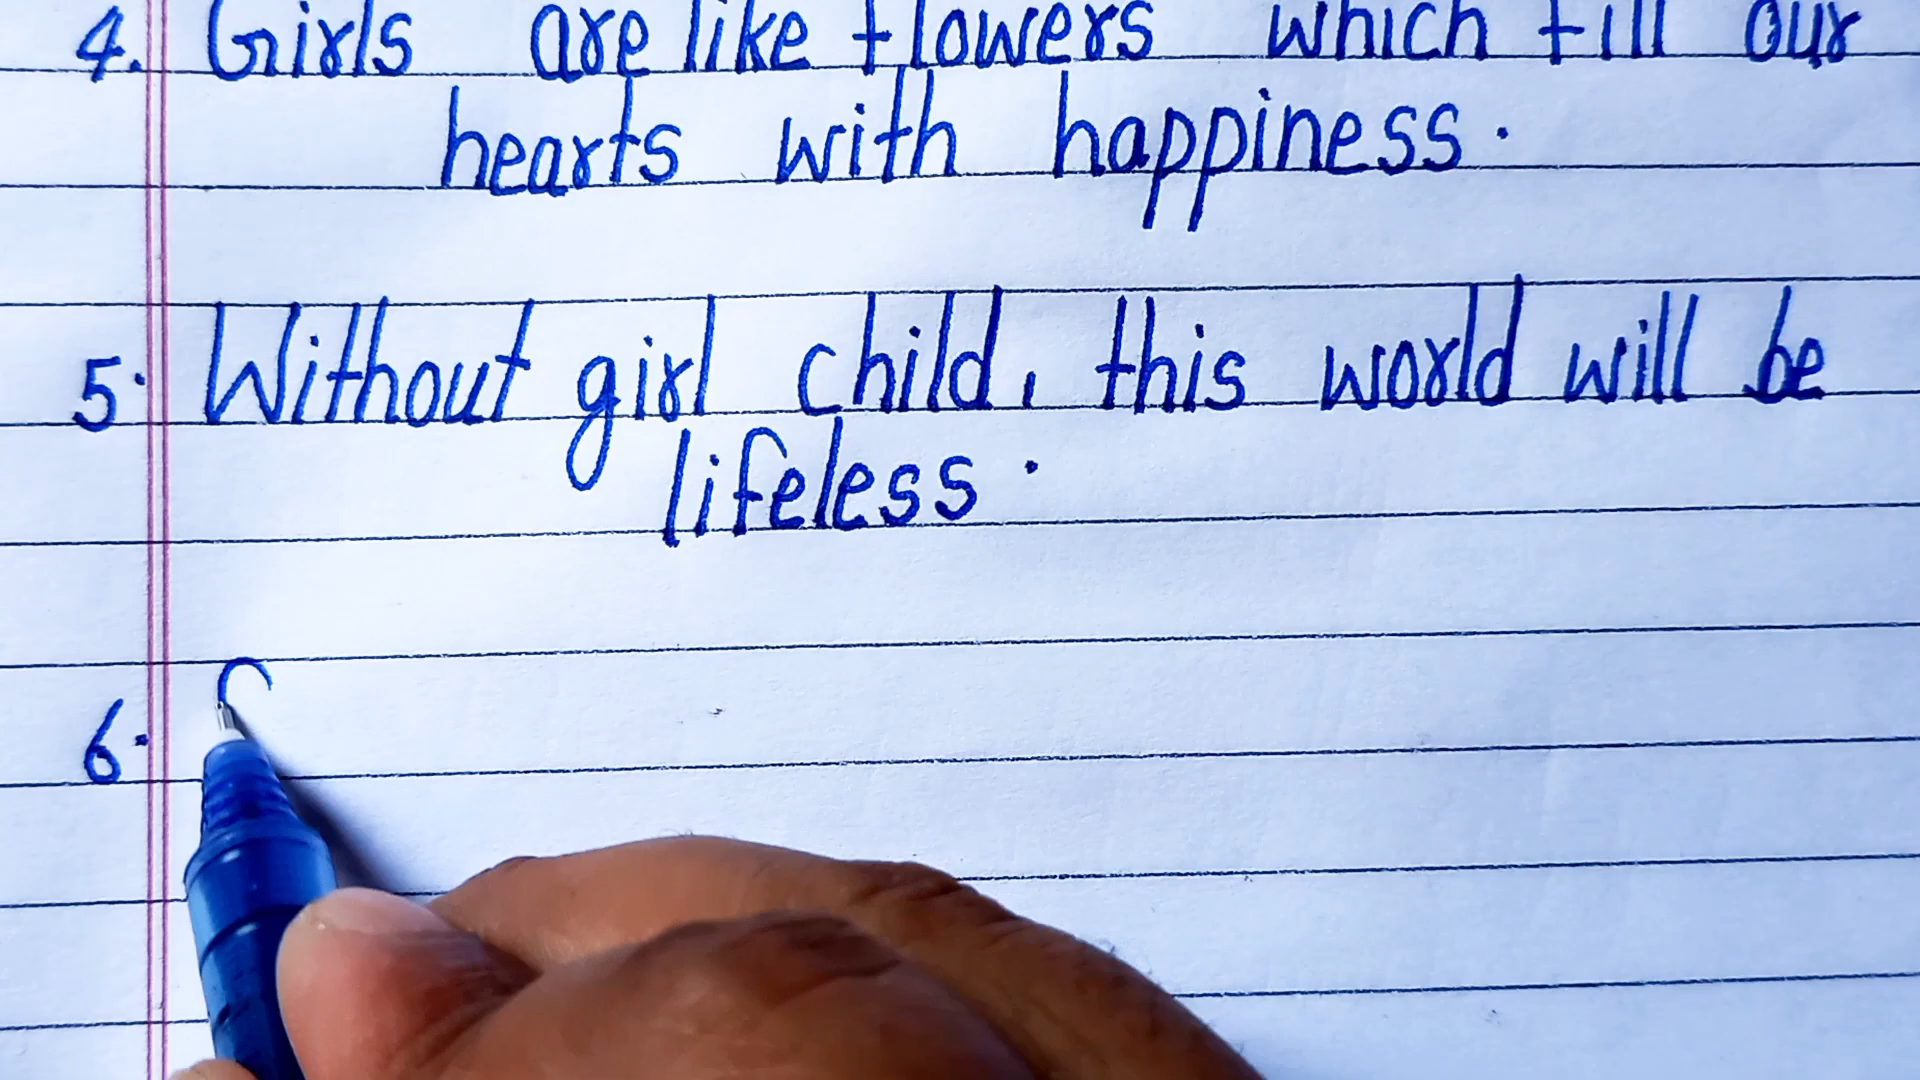 4. Girls are like flowers which fill our
hearts with happiness.
5. Without girl child, this world will be
lifeless.
6.